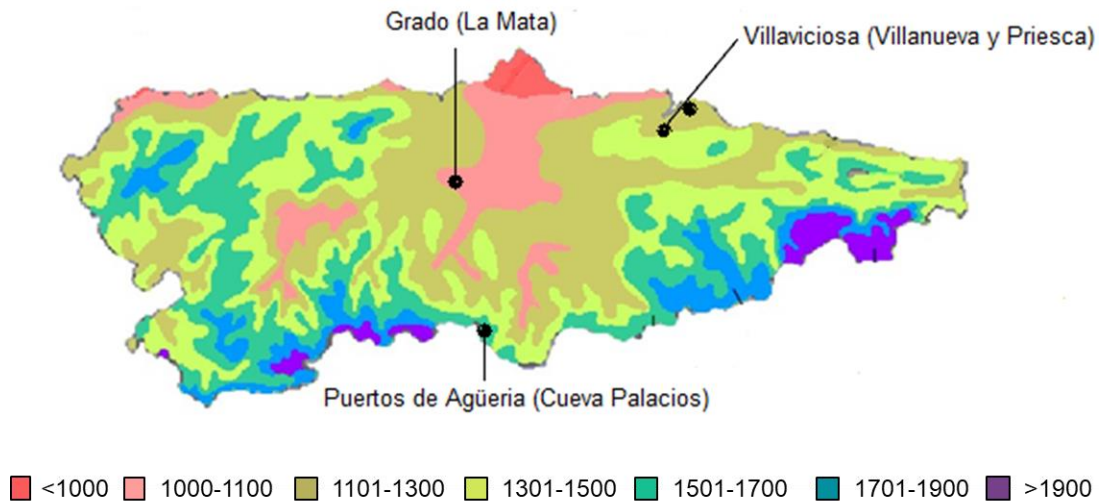 Grado (La Mata)
Villaviciosa (Villanueva y Priesca)
Puertos de Agüeria (Cueva Palacios)
<1000 1000-1100 1101-1300 1301-1500 1501-1700 1701-1900 >1900